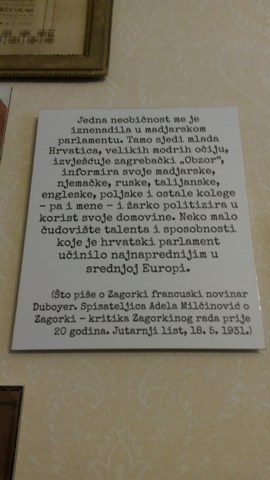 Jedna neobičnost me je
iznenadila u madjarskom
parlamentu. Tamo sjedi mlada
Hrvatica, velikih modrih očiju,
izvješćuje zagrebački „Obzor“,
informira svoje madjarske,
njemačke, ruske, talijanske,
engleske, poljske i ostale kolege
- pa i mene - i žarko politizira u
korist svoje domovine. Neko malo
čudovište talenta i sposobnosti
koje je hrvatski parlament
učinilo najnaprednijim u
srednjoj Europi.
(Što piše o Zagorki francuski novinar
Duboyer. Spisateljica Adela Milčinović o
Zagorki - kritika Zagorkinog rada prije
20 godina. Jutarnji list, 18. 5. 1931.)